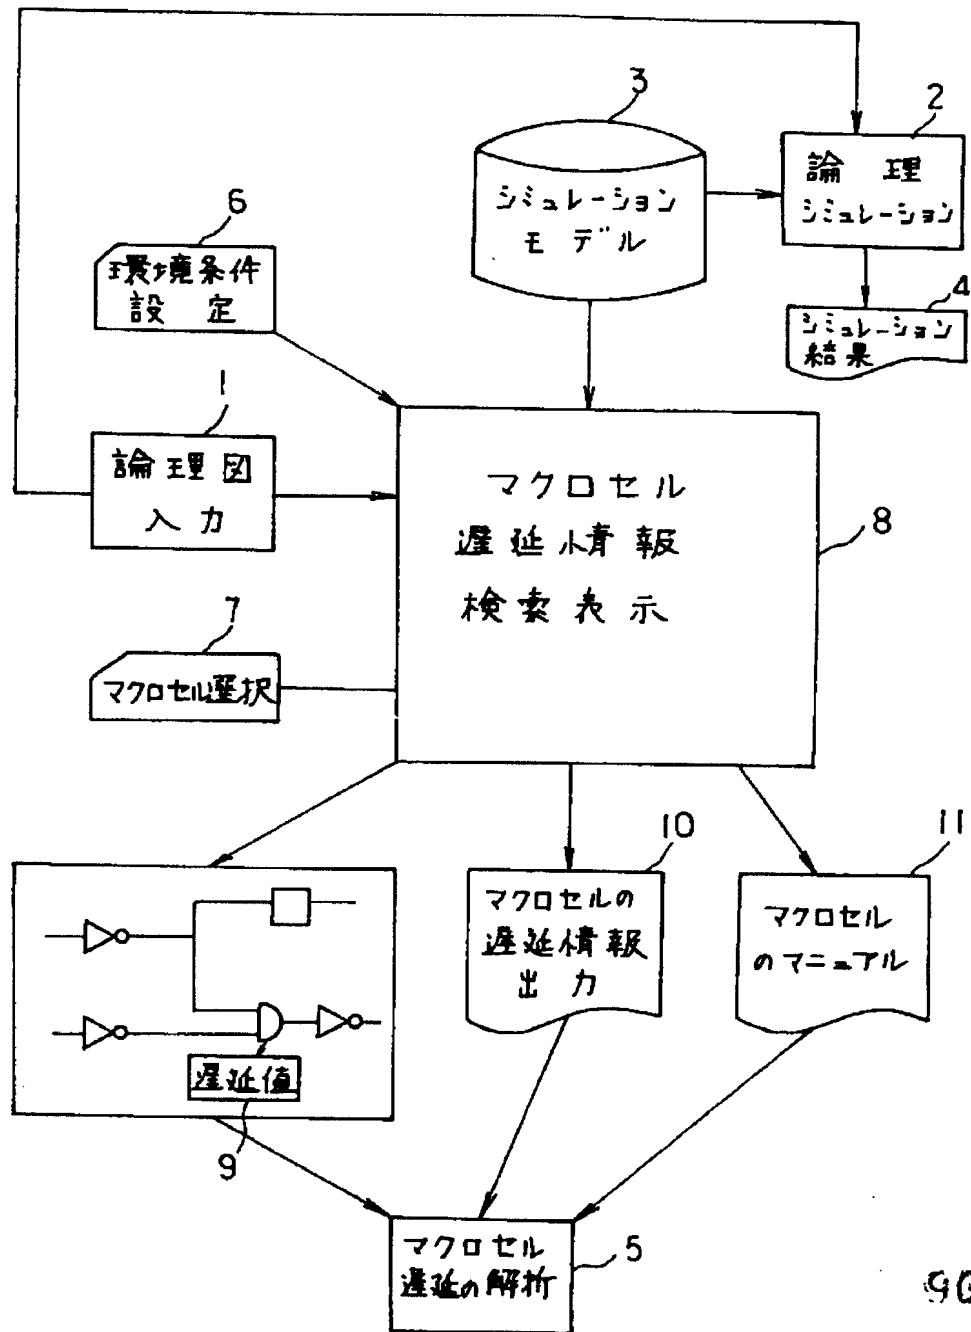 3
2
論理
シミュレーション
シミュレーション
モデル
6
環境条件
設定
4
シミュレーション
結果
1
論理図
入力
マクロセル
遅延情報
検索表示
8
7
マクロセル選択
10
11
マクロセルの
遅延情報
出力
マクロセル
のマニュアル
遅延値
9
マクロセル
遅延の解析
5